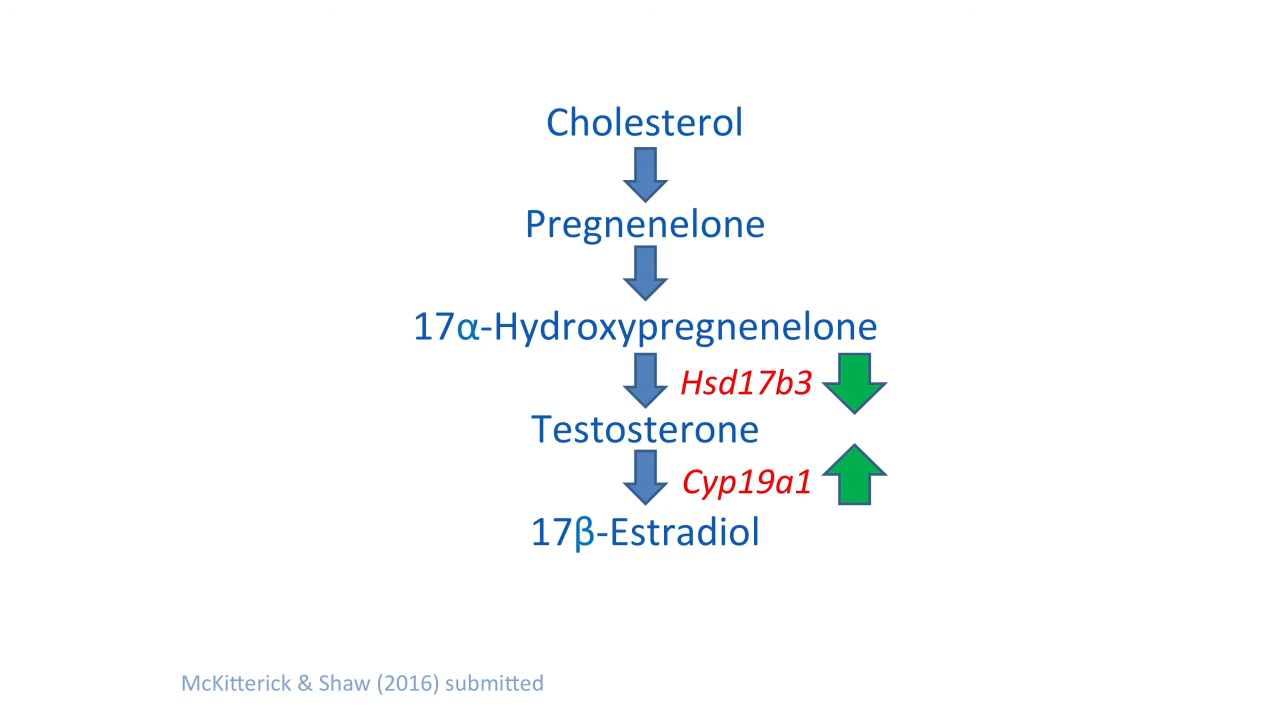 Cholesterol
Pregnenelone
17α-Hydroxypregnenelone
Hsd17b3
Testosterone
Cyp19a1
17β-Estradiol
McKitterick & Shaw (2016) submitted